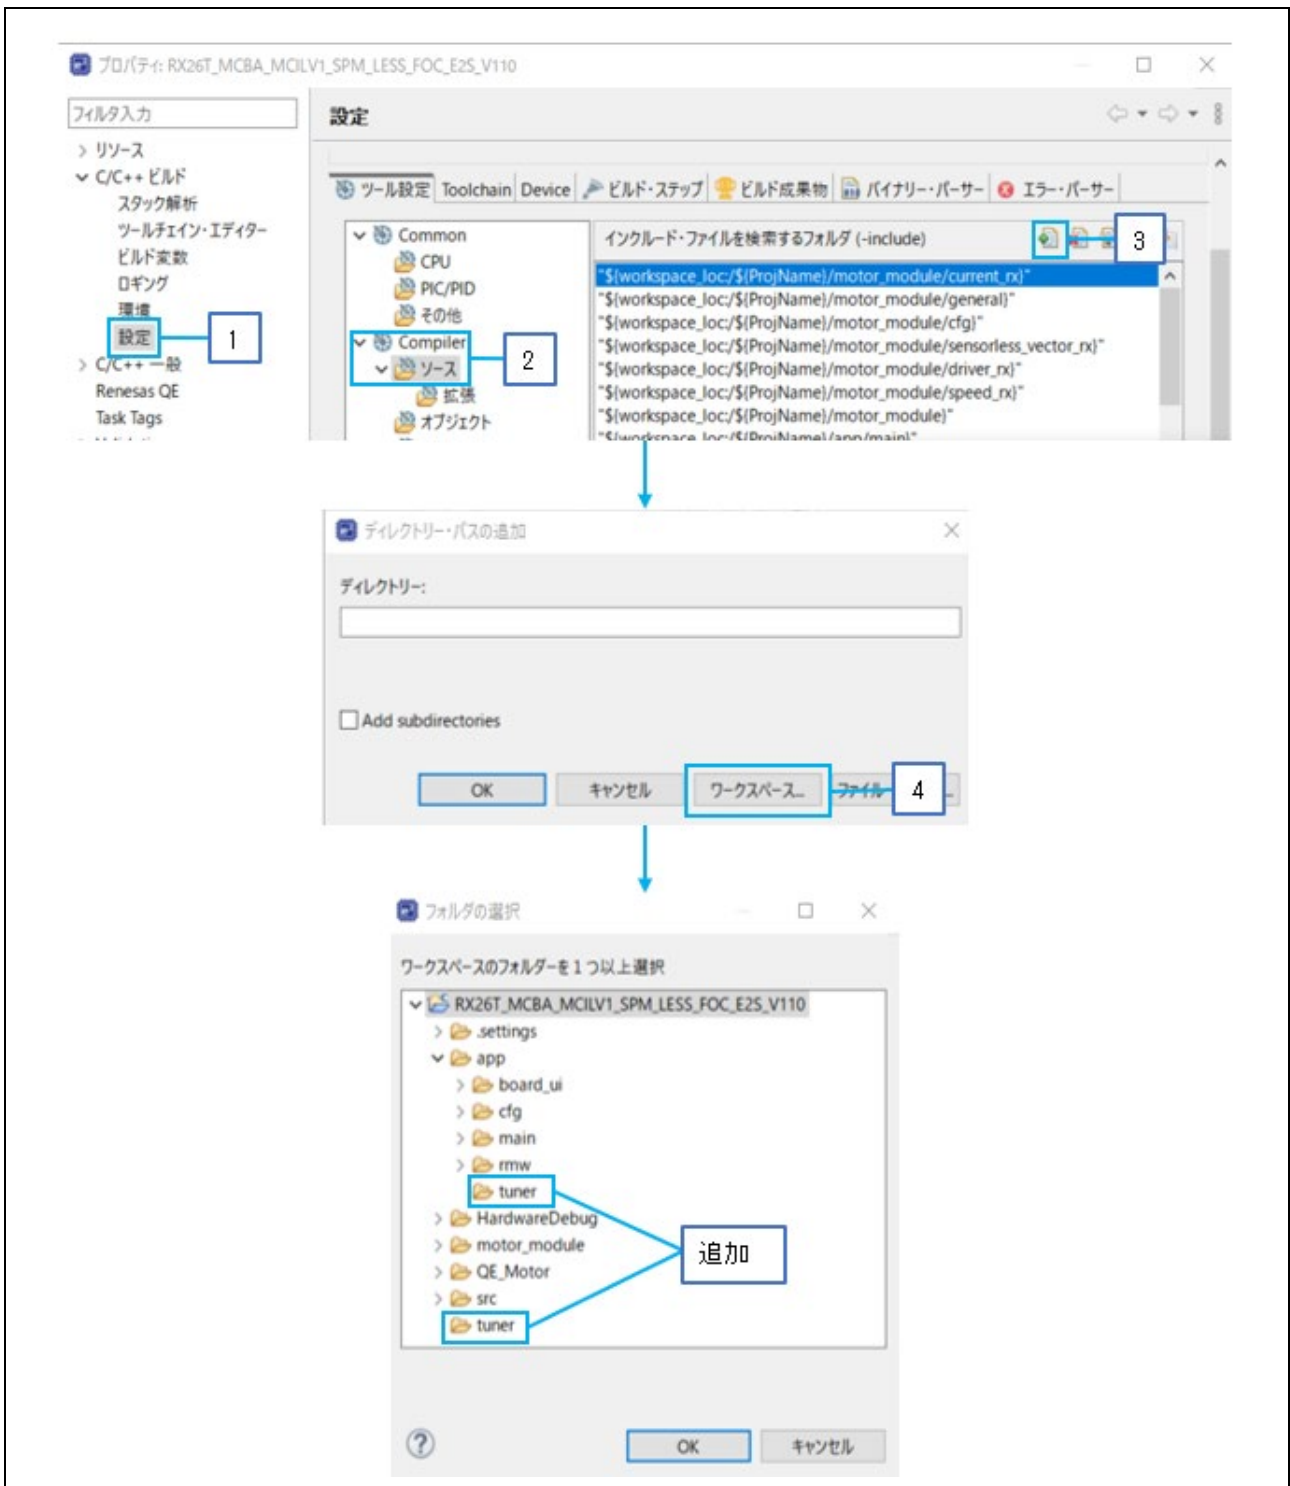 プロパティ: RX26T_MCBA_MCILV1_SPM_LESS_FOC_E2S_V110
フィルタ入力
設定
リソース
C/C++ ビルド
スタック解析
ツールチェイン・エディター
ビルド変数
ロギング
環境
設定
1
C/C++ 一般
Renesas QE
Task Tags
ツール設定 Toolchain Device ビルド・ステップ ビルド成果物 バイナリー・パーサー エラー・パーサー
Common
CPU
PIC/PID
その他
Compiler
ソース
拡張
オブジェクト
2
インクルード・ファイルを検索するフォルダ (-include)
3
"${workspace_loc:/${ProjName}/motor_module/current_rx}"
"${workspace_loc:/${ProjName}/motor_module/general}"
"${workspace_loc:/${ProjName}/motor_module/cfg}"
"${workspace_loc:/${ProjName}/motor_module/sensorless_vector_rx}"
"${workspace_loc:/${ProjName}/motor_module/driver_rx}"
"${workspace_loc:/${ProjName}/motor_module/speed_rx}"
"${workspace_loc:/${ProjName}/motor_module}"
"${workspace_loc:/${ProjName}/app/main}"
ディレクトリー・パスの追加
ディレクトリー:
Add subdirectories
OK キャンセル ワークスペース... ファイル 4
フォルダの選択
ワークスペースのフォルダーを 1 つ以上選択
RX26T_MCBA_MCILV1_SPM_LESS_FOC_E2S_V110
.settings
app
board_ui
cfg
main
rmw
tuner
HardwareDebug
motor_module
QE_Motor
src
tuner
追加
OK キャンセル